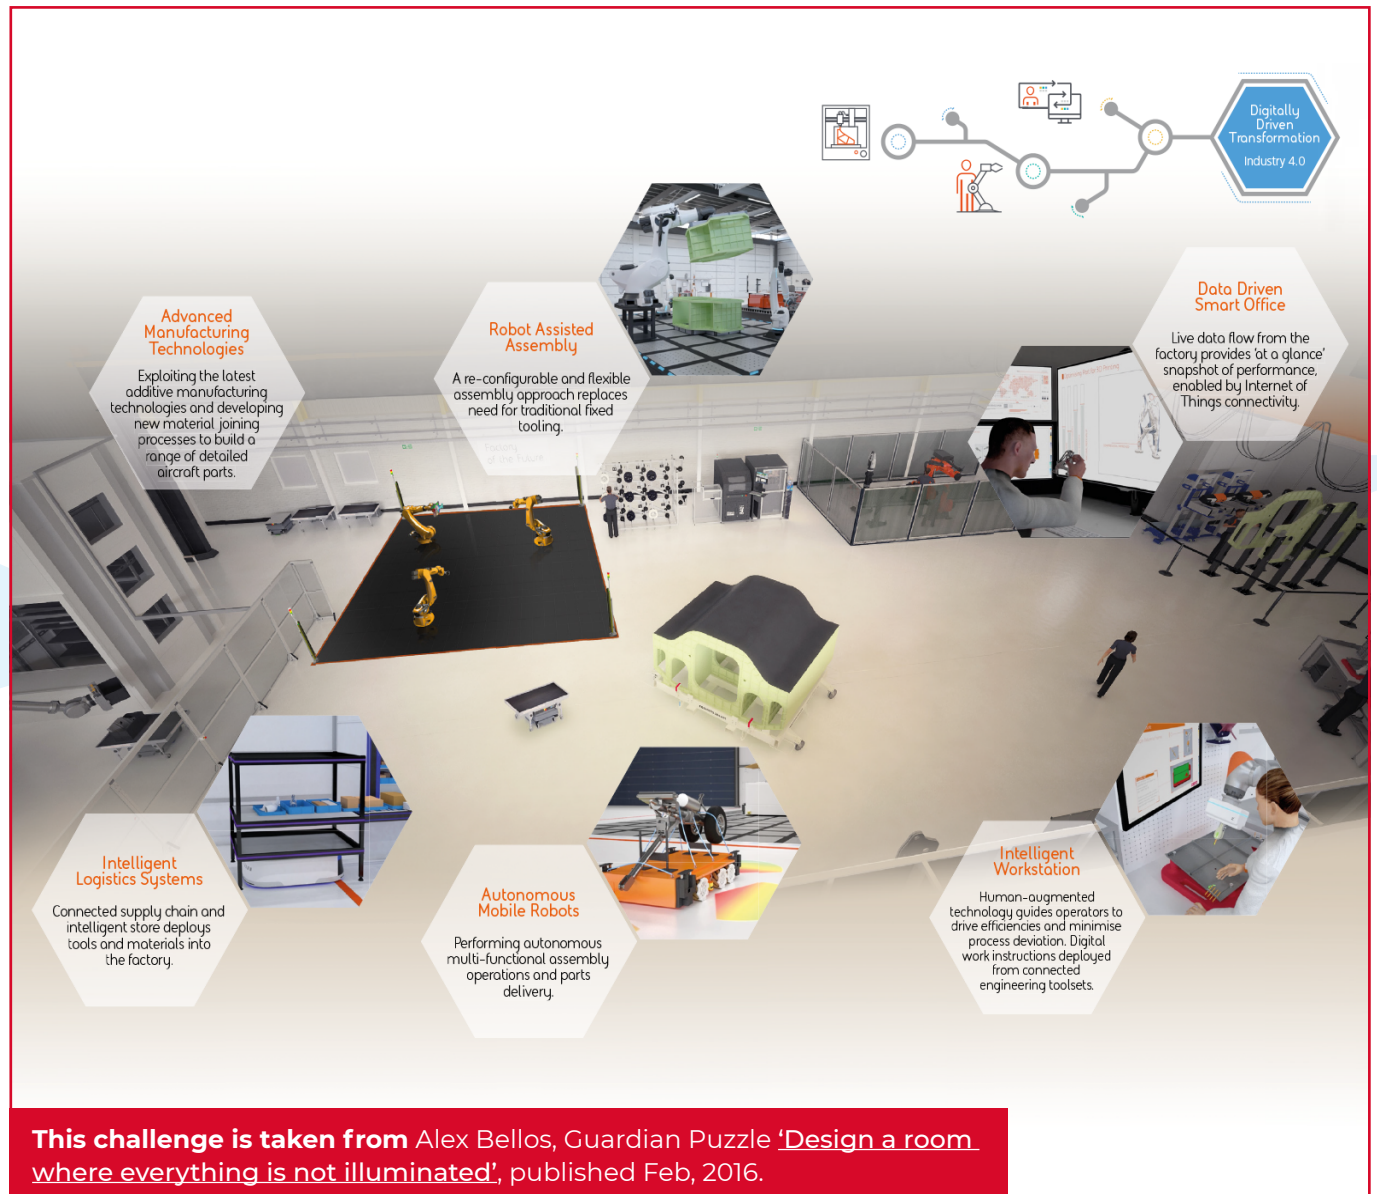 Digitally
Driven
Transformation
Industry 4.0
Advanced
Manufacturing
Technologies
Exploiting the latest
additive manufacturing
technologies and developing
new material joining
processes to build a
range of detailed
aircraft parts.
Robot Assisted
Assembly
A re-configurable and flexible
assembly approach replaces
need for traditional fixed
tooling.
Data Driven
Smart Office
Live data flow from the
factory provides ‘at a glance’
snapshot of performance,
enabled by Internet of
Things connectivity.
Factory
of the Future
Intelligent
Logistics Systems
Connected supply chain and
intelligent store deploys
tools and materials into
the factory.
Autonomous
Mobile Robots
Performing autonomous
multi-functional assembly
operations and parts
delivery.
Intelligent
Workstation
Human-augmented
technology guides operators to
drive efficiencies and minimise
process deviation. Digital
work instructions deployed
from connected
engineering toolsets.
This challenge is taken from Alex Bellos, Guardian Puzzle ‘Design a room
where everything is not illuminated’, published Feb, 2016.